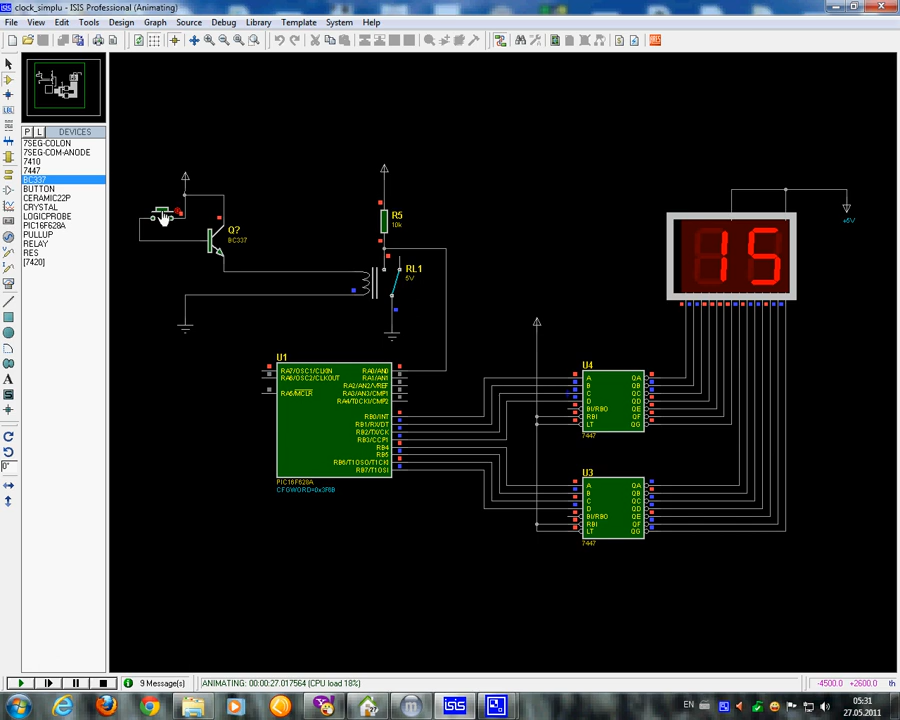 clock_simplu - ISIS Professional (Animating)
File View Edit Tools Design Graph Source Debug Library Template System Help
P L DEVICES
7SEG-COLON
7SEG-COM-ANODE
7410
7447
BC337
BUTTON
CERAMIC22P
CRYSTAL
LOGICPROBE
PIC16F628A
PULLUP
RELAY
RES
[7420]
Q?
BC337
R5
10k
RL1
5V
+5V
15
U1
RA7/OSC1/CLKIN
RA6/OSC2/CLKOUT
RA5/MCLR
RA0/AN0
RA1/AN1
RA2/AN2/VREF
RA3/AN3/CMP1
RA4/T0CKI/CMP2
RB0/INT
RB1/RX/DT
RB2/TX/CK
RB3/CCP1
RB4
RB5
RB6/T1OSO/T1CKI
RB7/T1OSI
PIC16F628A
CFGWORD=0x3F6B
U4
A QA
B QB
C QC
D QD
BI/RBO QE
RBI QF
LT QG
7447
U3
A QA
B QB
C QC
D QD
BI/RBO QE
RBI QF
LT QG
7447
0°
9 Message(s)
ANIMATING: 00:00:27.017564 (CPU load 18%)
-4500.0 +2600.0 th
isis
EN
05:31
27.05.2011